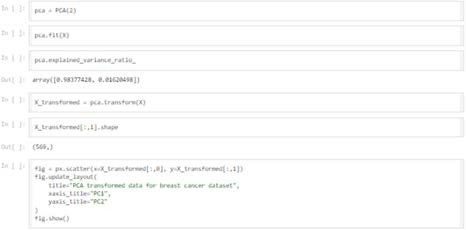 In [ ]: pca = PCA(2)
In [ ]: pca.fit(X)
In [ ]: pca.explained_variance_ratio_
Out[ ]: array([0.98377428, 0.01620498])
In [ ]: X_transformed = pca.transform(X)
In [ ]: X_transformed[:,1].shape
Out[ ]: (569,)
In [ ]: fig = px.scatter(x=X_transformed[:,0], y=X_transformed[:,1])
fig.update_layout(
title="PCA transformed data for breast cancer dataset",
xaxis_title="PC1",
yaxis_title="PC2"
)
fig.show()